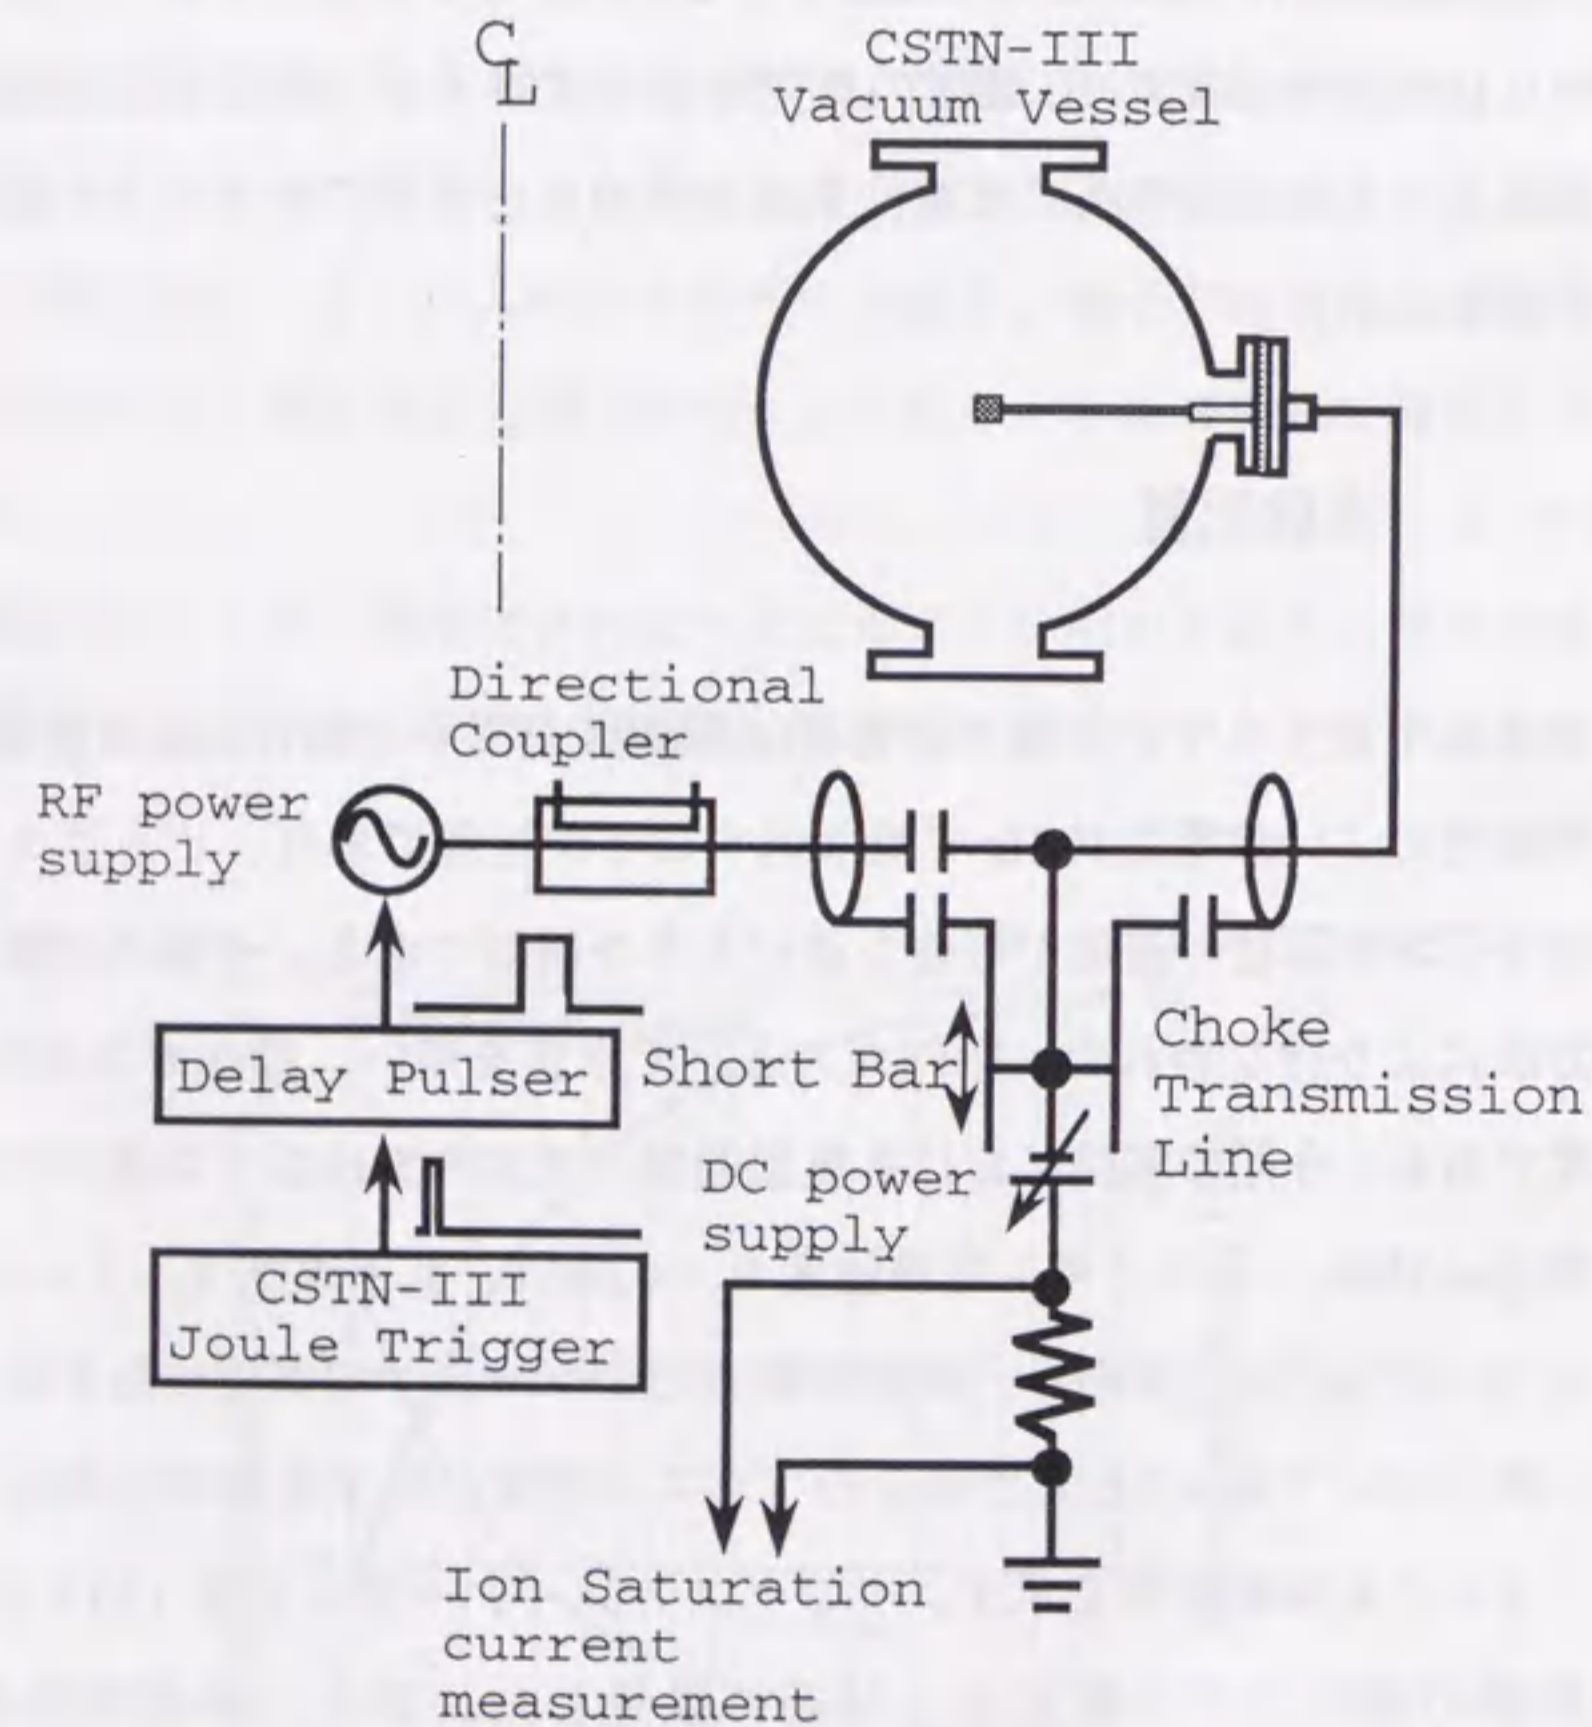 CL
CSTN-III
Vacuum Vessel
Directional
Coupler
RF power
supply
Delay Pulser
Short Bar
Choke
Transmission
Line
DC power
supply
CSTN-III
Joule Trigger
Ion Saturation
current
measurement